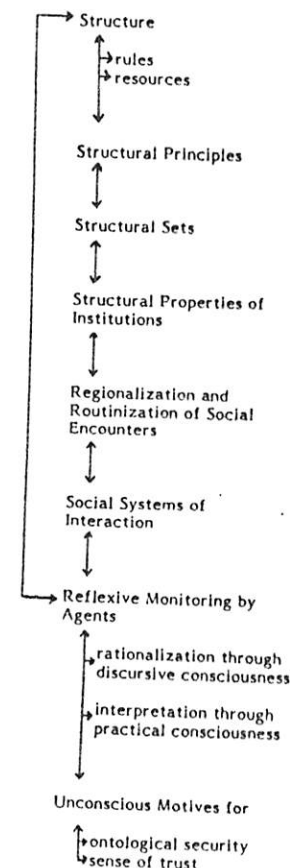 Structure
rules
resources
Structural Principles
Structural Sets
Structural Properties of
Institutions
Regionalization and
Routinization of Social
Encounters
Social Systems of
Interaction
Reflexive Monitoring by
Agents
rationalization through
discursive consciousness
interpretation through
practical consciousness
Unconscious Motives for
ontological security
sense of trust